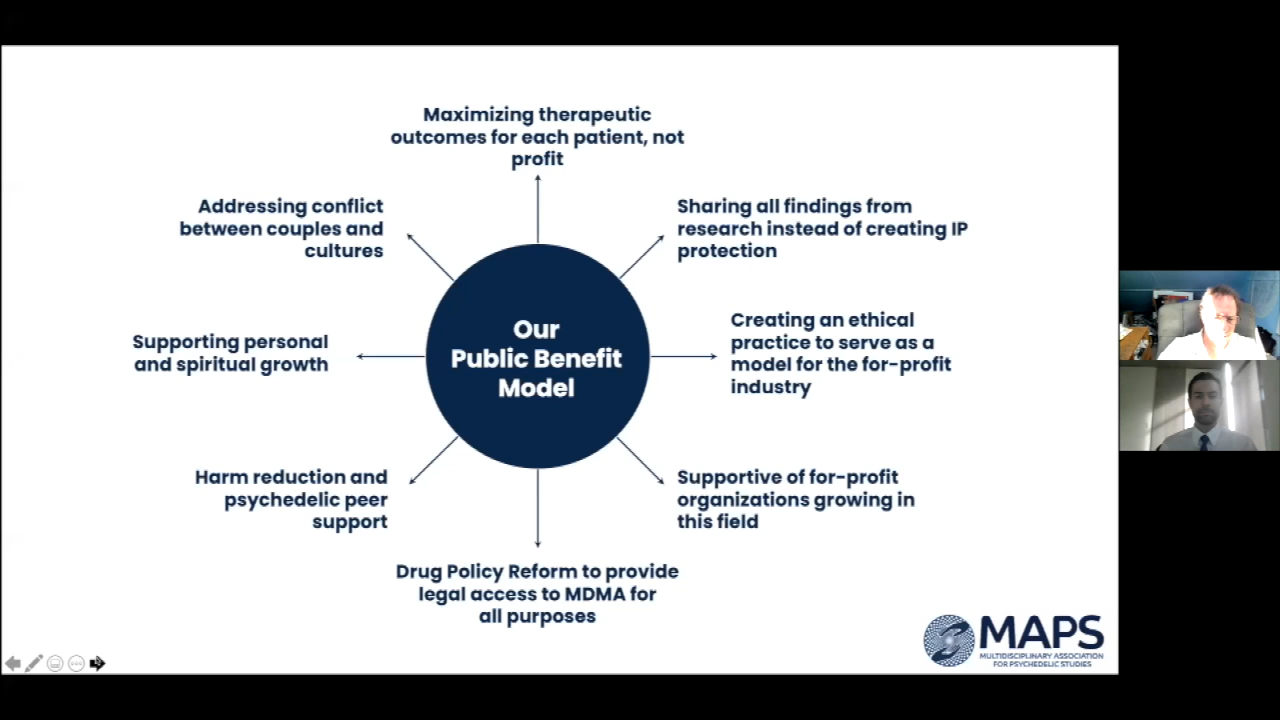 Maximizing therapeutic
outcomes for each patient, not
profit
Addressing conflict
between couples and
cultures
Sharing all findings from
research instead of creating IP
protection
Our
Public Benefit
Model
Supporting personal
and spiritual growth
Creating an ethical
practice to serve as a
model for the for-profit
industry
Harm reduction and
psychedelic peer
support
Supportive of for-profit
organizations growing in
this field
Drug Policy Reform to provide
legal access to MDMA for
all purposes
MAPS
MULTIDISCIPLINARY ASSOCIATION
FOR PSYCHEDELIC STUDIES